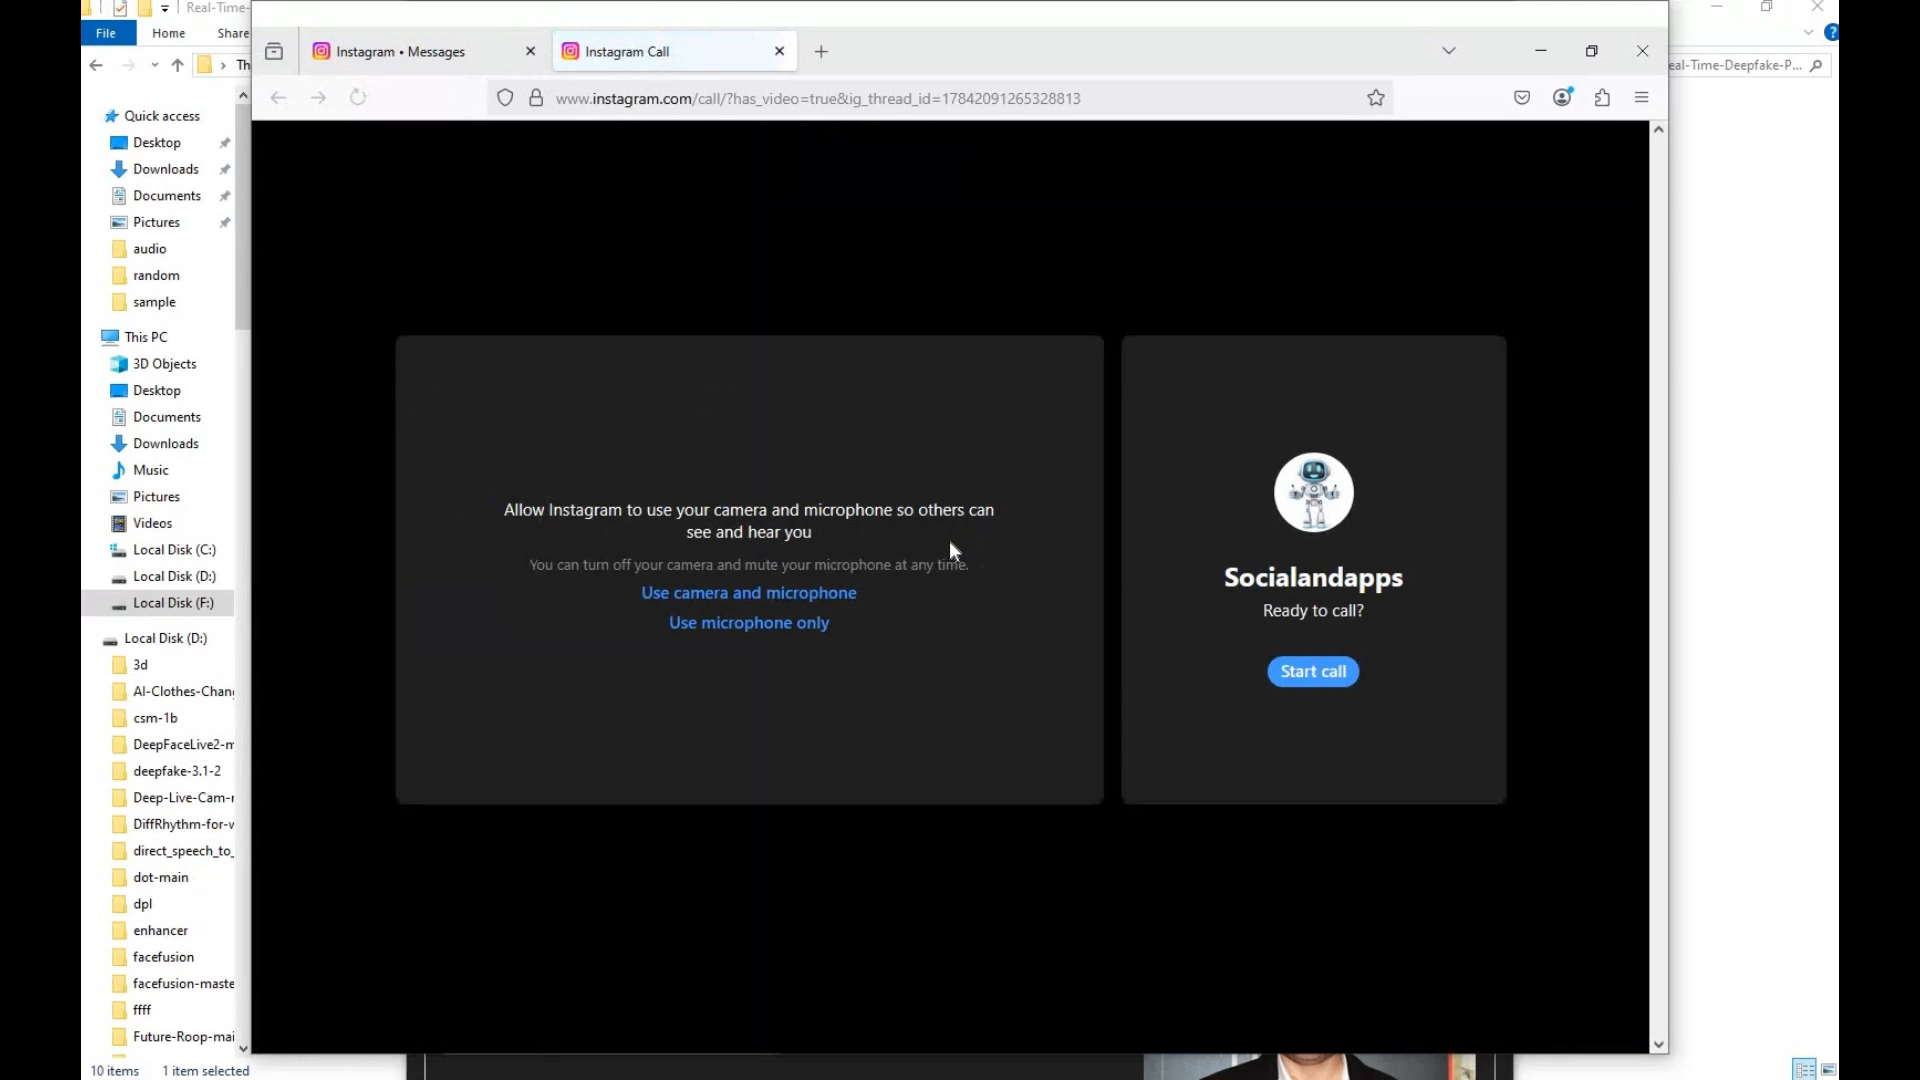 Real-Time-
File
Home
Share
Th
eal-Time-Deepfake-P...
Instagram • Messages
Instagram Call
www.instagram.com/call/?has_video=true&ig_thread_id=17842091265328813
Quick access
Desktop
Downloads
Documents
Pictures
audio
random
sample
This PC
3D Objects
Desktop
Documents
Downloads
Music
Pictures
Videos
Local Disk (C:)
Local Disk (D:)
Local Disk (F:)
Local Disk (D:)
3d
AI-Clothes-Chang
csm-1b
DeepFaceLive2-m
deepfake-3.1-2
Deep-Live-Cam-r
DiffRhythm-for-w
direct_speech_to_
dot-main
dpl
enhancer
facefusion
facefusion-maste
ffff
Future-Roop-mai
10 items
1 item selected
Allow Instagram to use your camera and microphone so others can
see and hear you
You can turn off your camera and mute your microphone at any time.
Use camera and microphone
Use microphone only
Socialandapps
Ready to call?
Start call